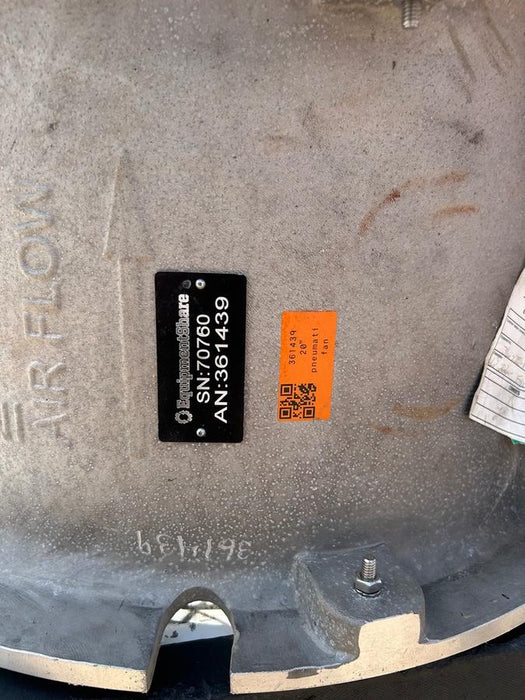 AIR FLOW
EquipmentShare
SN:70760
AN:361439
361439
20"
pneumati
fan
361439